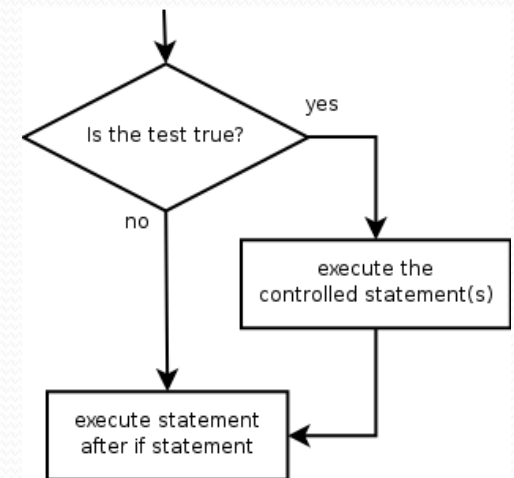 yes
Is the test true?
no
execute the
controlled statement(s)
execute statement
after if statement